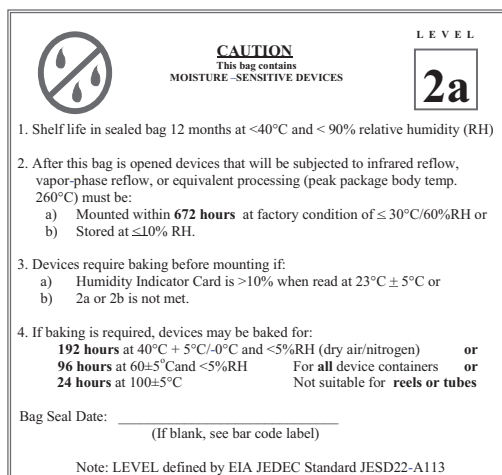 LEVEL
CAUTION
This bag contains
MOISTURE –SENSITIVE DEVICES
2a
1. Shelf life in sealed bag 12 months at <40°C and < 90% relative humidity (RH)
2. After this bag is opened devices that will be subjected to infrared reflow,
vapor-phase reflow, or equivalent processing (peak package body temp.
260°C) must be:
a) Mounted within 672 hours at factory condition of ≤ 30°C/60%RH or
b) Stored at ≤10% RH.
3. Devices require baking before mounting if:
a) Humidity Indicator Card is >10% when read at 23°C ± 5°C or
b) 2a or 2b is not met.
4. If baking is required, devices may be baked for:
192 hours at 40°C + 5°C/-0°C and <5%RH (dry air/nitrogen) or
96 hours at 60±5°Cand <5%RH For all device containers or
24 hours at 100±5°C Not suitable for reels or tubes
Bag Seal Date: ______________________________
(If blank, see bar code label)
Note: LEVEL defined by EIA JEDEC Standard JESD22-A113